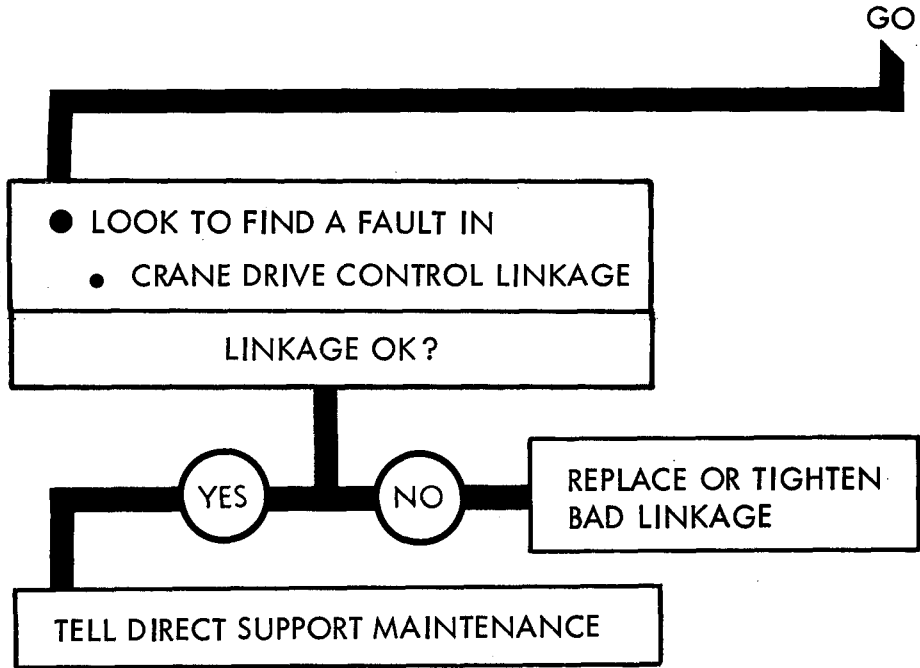 GO
● LOOK TO FIND A FAULT IN
● CRANE DRIVE CONTROL LINKAGE
LINKAGE OK?
YES
NO
REPLACE OR TIGHTEN
BAD LINKAGE
TELL DIRECT SUPPORT MAINTENANCE